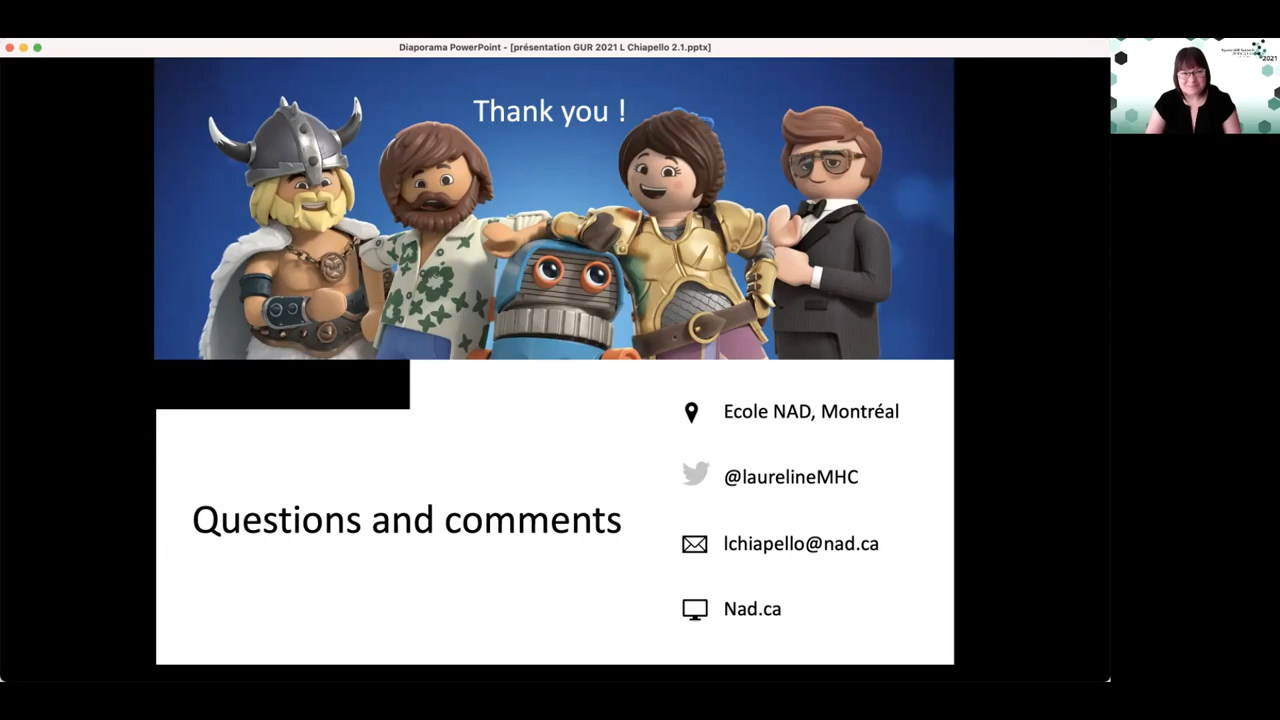 Diaporama PowerPoint - [présentation GUR 2021 L Chiapello 2.1.pptx]
2021
Thank you !
Ecole NAD, Montréal
@laurelineMHC
Questions and comments
lchiapello@nad.ca
Nad.ca